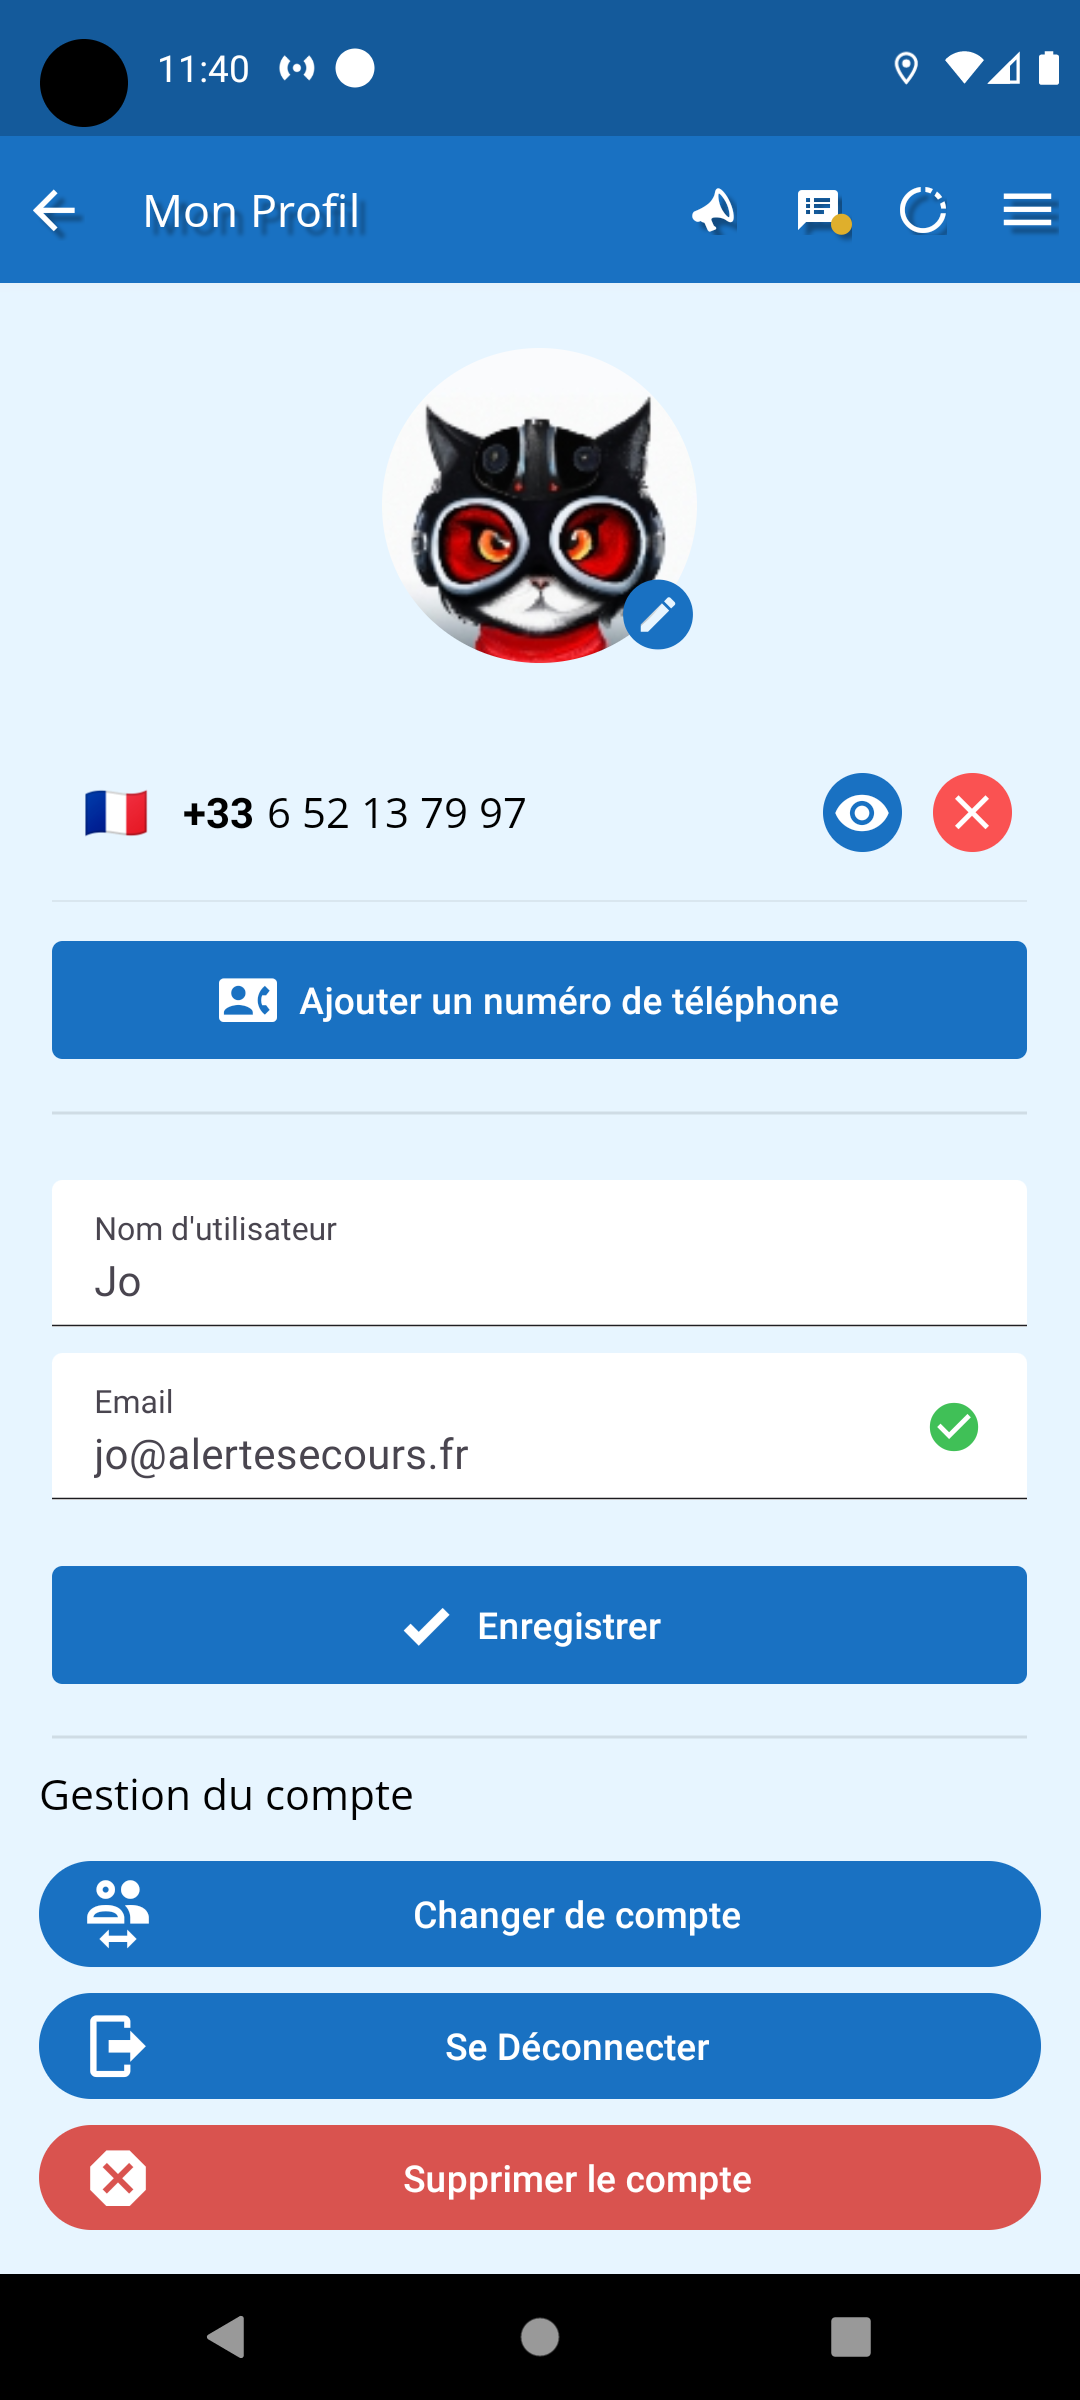 11:40
Mon Profil
+33 6 52 13 79 97
Ajouter un numéro de téléphone
Nom d'utilisateur
Jo
Email
jo@alertesecours.fr
Enregistrer
Gestion du compte
Changer de compte
Se Déconnecter
Supprimer le compte